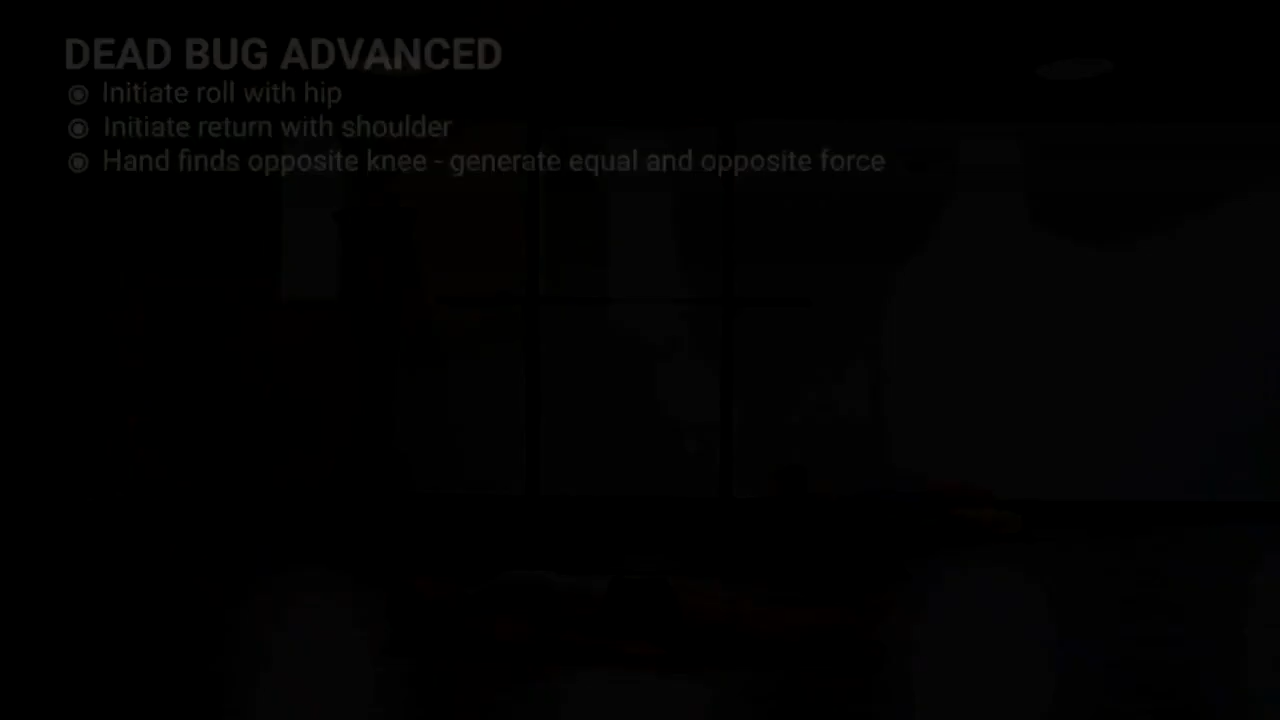 DEAD BUG ADVANCED
◉ Initiate roll with hip
◉ Initiate return with shoulder
◉ Hand finds opposite knee - generate equal and opposite force